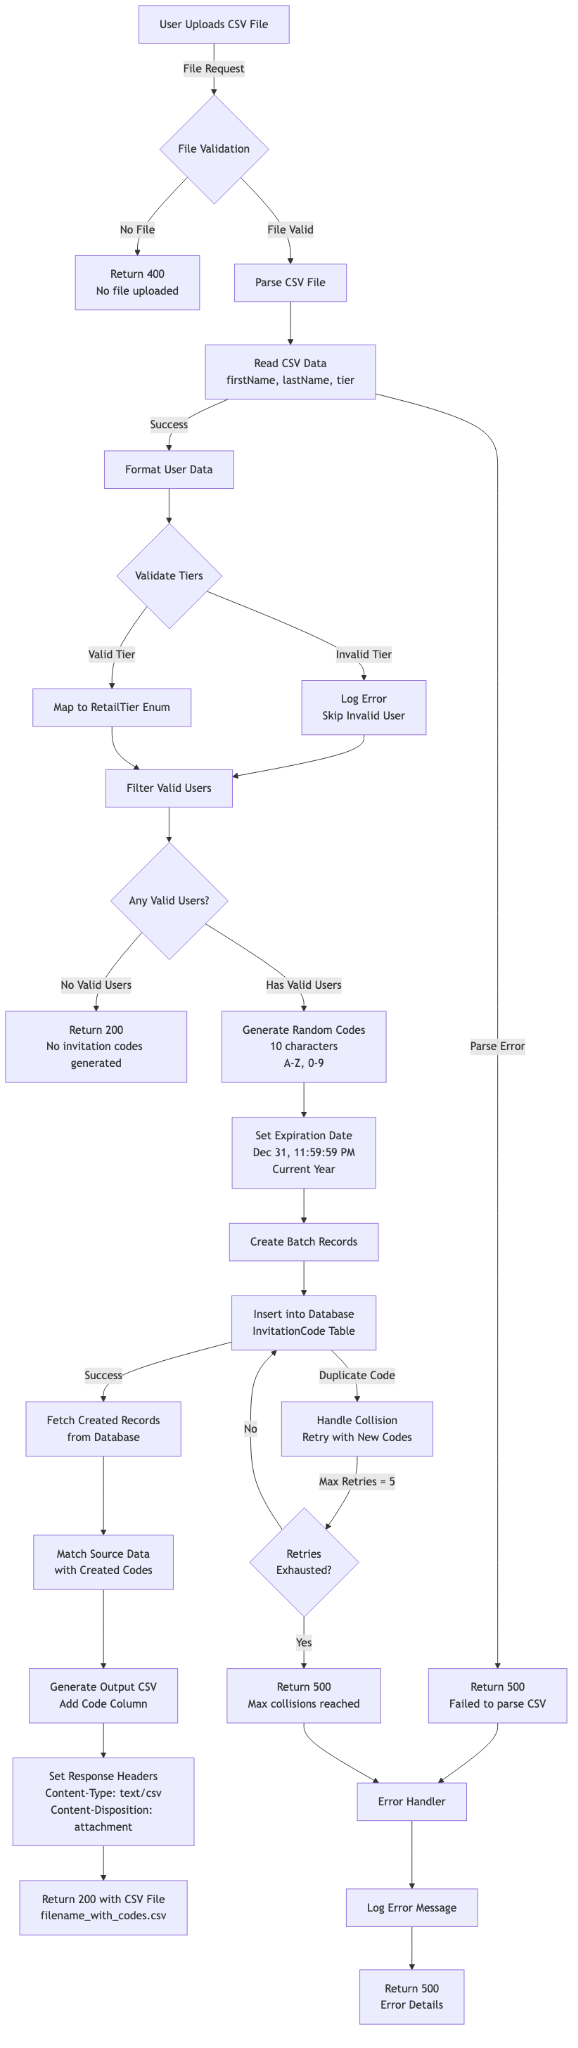 User Uploads CSV File
File Request
File Validation
No File
File Valid
Return 400
No file uploaded
Parse CSV File
Read CSV Data
firstName, lastName, tier
Success
Format User Data
Validate Tiers
Valid Tier
Invalid Tier
Map to RetailTier Enum
Log Error
Skip Invalid User
Filter Valid Users
Any Valid Users?
No Valid Users
Has Valid Users
Return 200
No invitation codes
generated
Generate Random Codes
10 characters
A-Z, 0-9
Parse Error
Set Expiration Date
Dec 31, 11:59:59 PM
Current Year
Create Batch Records
Insert into Database
InvitationCode Table
Success
Duplicate Code
Fetch Created Records
from Database
No
Handle Collision
Retry with New Codes
Max Retries = 5
Match Source Data
with Created Codes
Retries
Exhausted?
Yes
Generate Output CSV
Add Code Column
Return 500
Max collisions reached
Return 500
Failed to parse CSV
Set Response Headers
Content-Type: text/csv
Content-Disposition:
attachment
Error Handler
Return 200 with CSV File
filename_with_codes.csv
Log Error Message
Return 500
Error Details